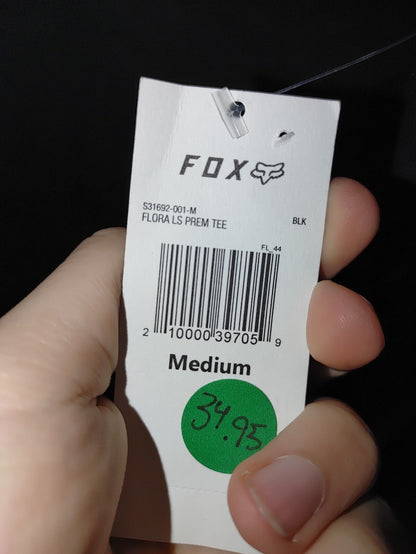 FOX
S31692-001-M
FLORA LS PREM TEE BLK
FL_44
2 10000 39705 9
Medium
34.95